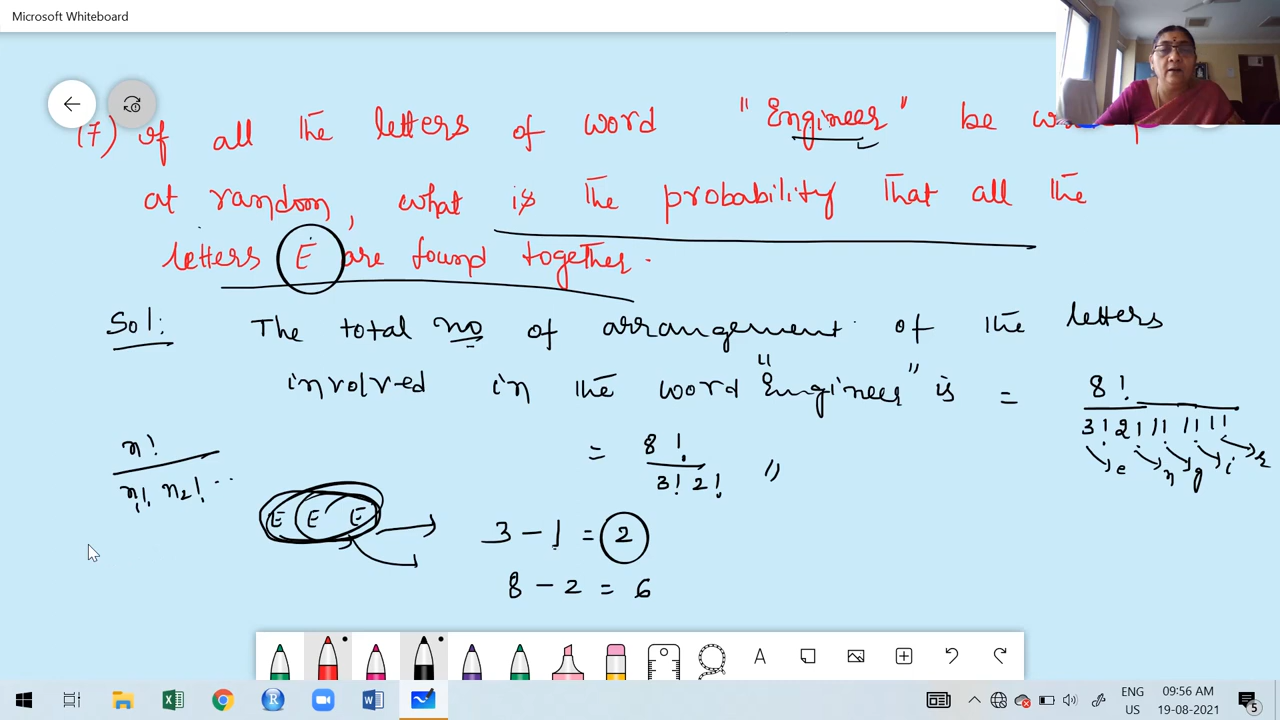 Microsoft Whiteboard
(7) If all the letters of word "Engineer" be
at random, what is the probability that all the
letters E are found together.
Sol: The total no of arrangement of the letters
involved in the word "Engineer" is = 8! / 3! 2! 1! 1! 1!
e n g i r
n! / n1! n2! ..
= 8! / 3! 2! //
E E E
3 - 1 = 2
8 - 2 = 6
A
ENG
US
09:56 AM
19-08-2021
5